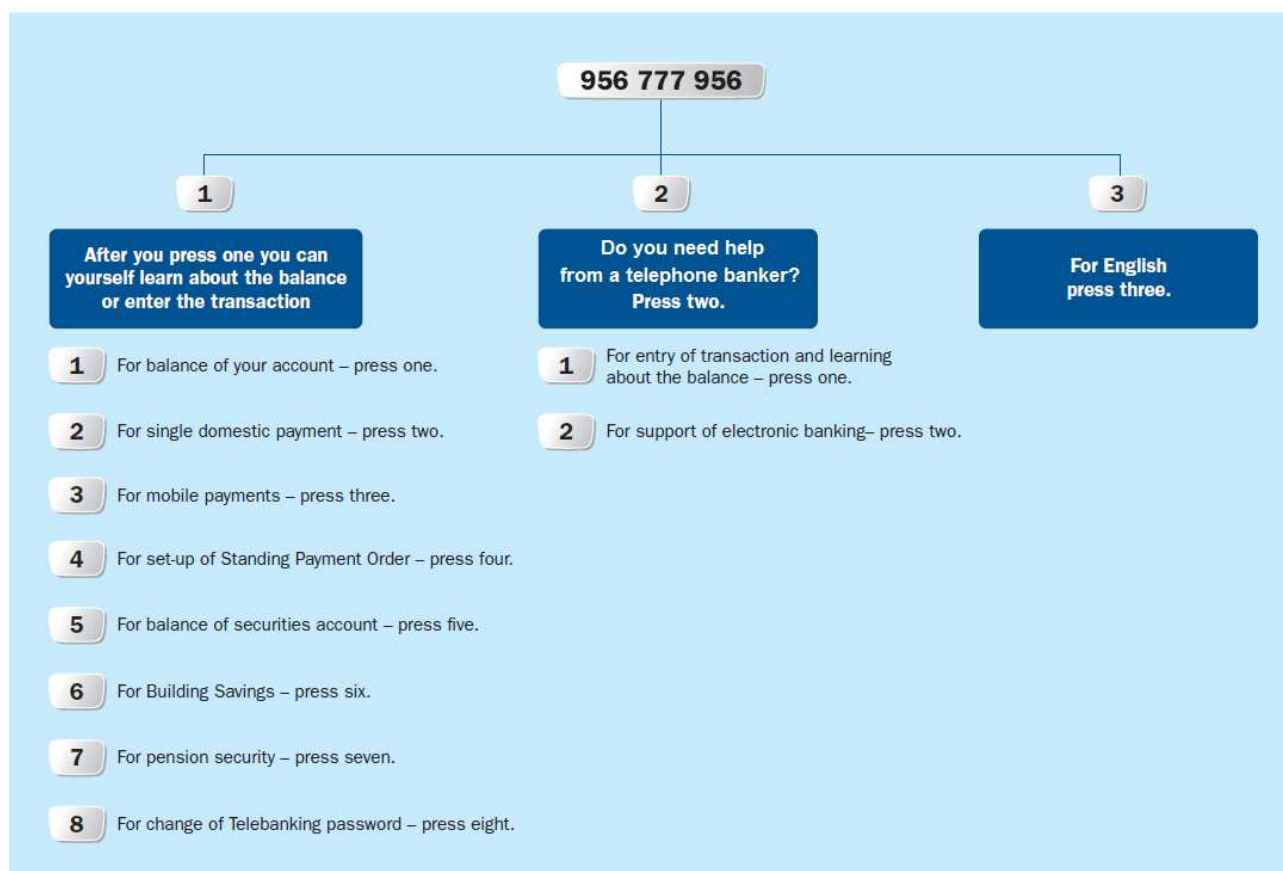 956 777 956
1
After you press one you can
yourself learn about the balance
or enter the transaction
1
For balance of your account – press one.
2
For single domestic payment – press two.
3
For mobile payments – press three.
4
For set-up of Standing Payment Order – press four.
5
For balance of securities account – press five.
6
For Building Savings – press six.
7
For pension security – press seven.
8
For change of Telebanking password – press eight.
2
Do you need help
from a telephone banker?
Press two.
1
For entry of transaction and learning
about the balance – press one.
2
For support of electronic banking– press two.
3
For English
press three.